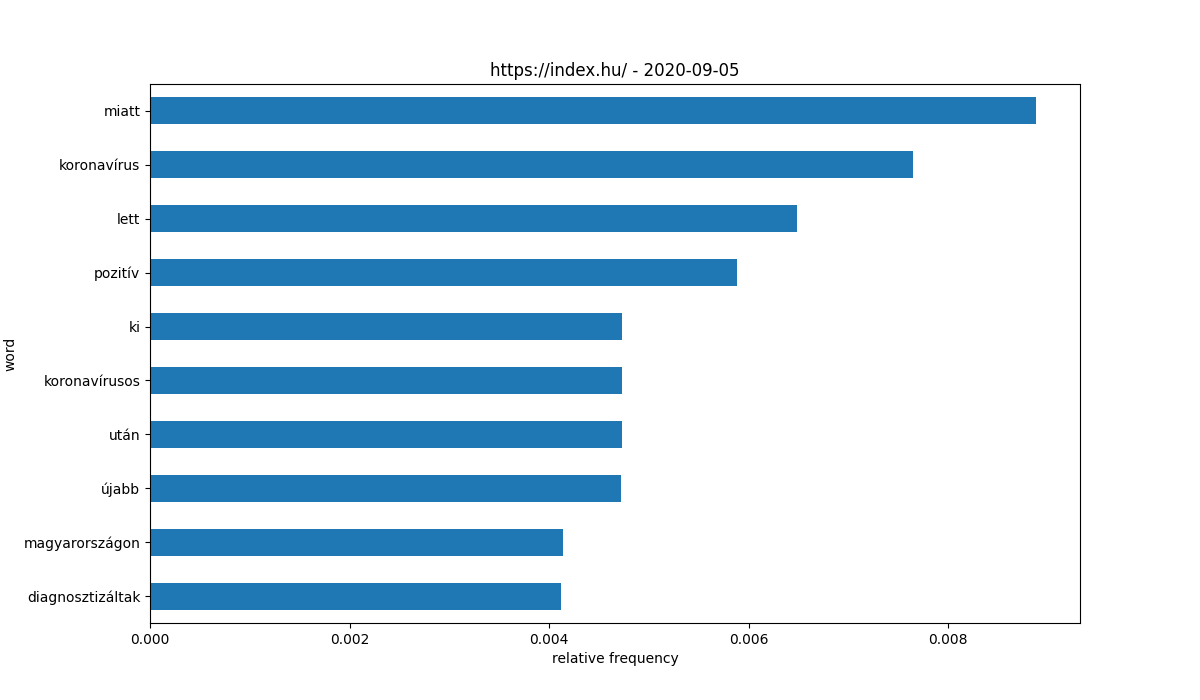 https://index.hu/ - 2020-09-05
miatt
koronavírus
lett
pozitív
ki
koronavírusos
után
újabb
magyarországon
diagnosztizáltak
word
0.000 0.002 0.004 0.006 0.008
relative frequency